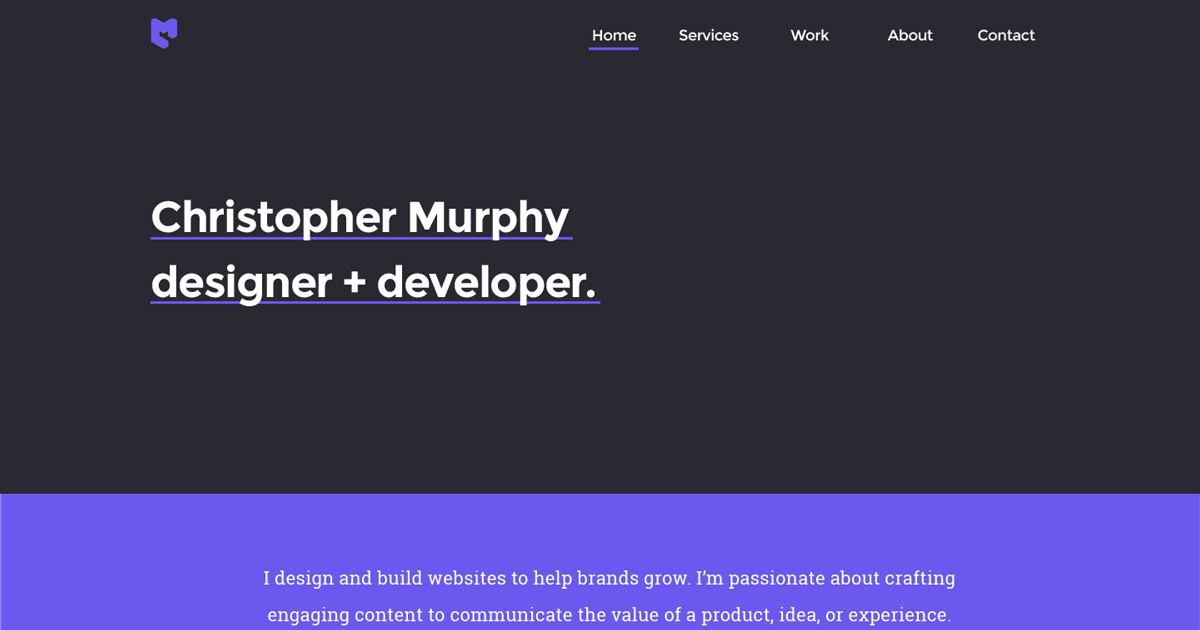 Home Services Work About Contact
Christopher Murphy
designer + developer.
I design and build websites to help brands grow. I’m passionate about crafting
engaging content to communicate the value of a product, idea, or experience.